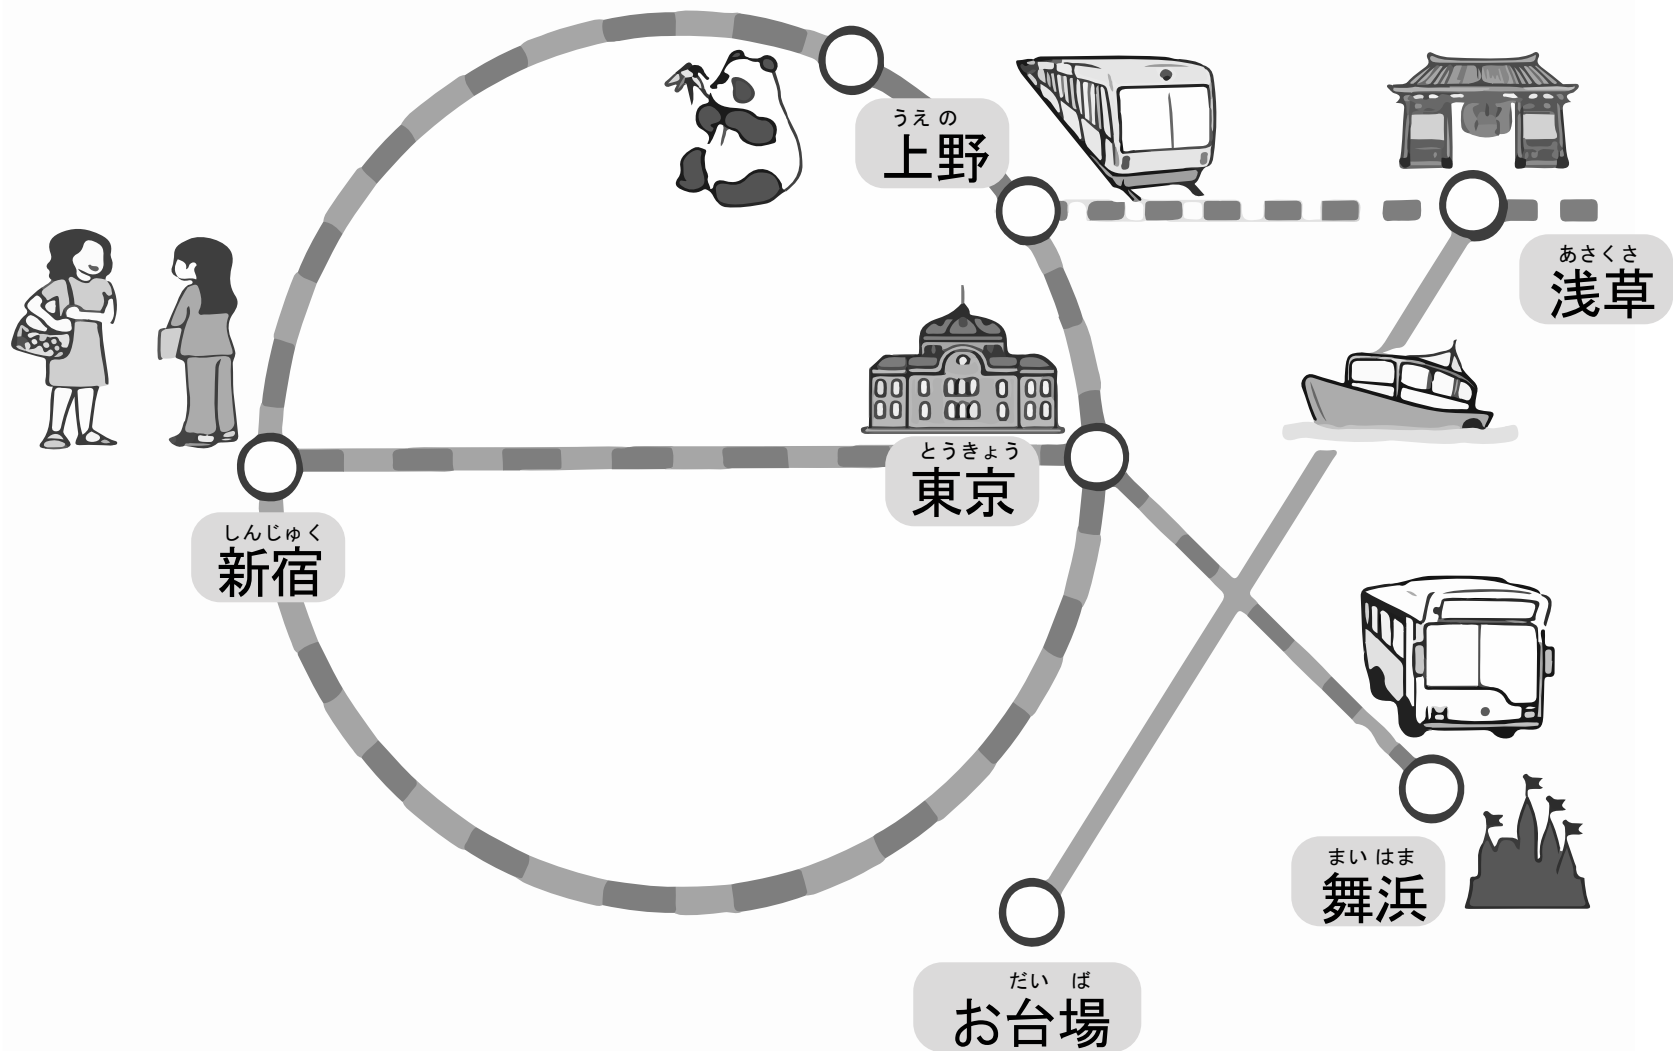 うえ の
上野
あさくさ
浅草
とうきょう
東京
しんじゅく
新宿
まい はま
舞浜
だい ば
お台場